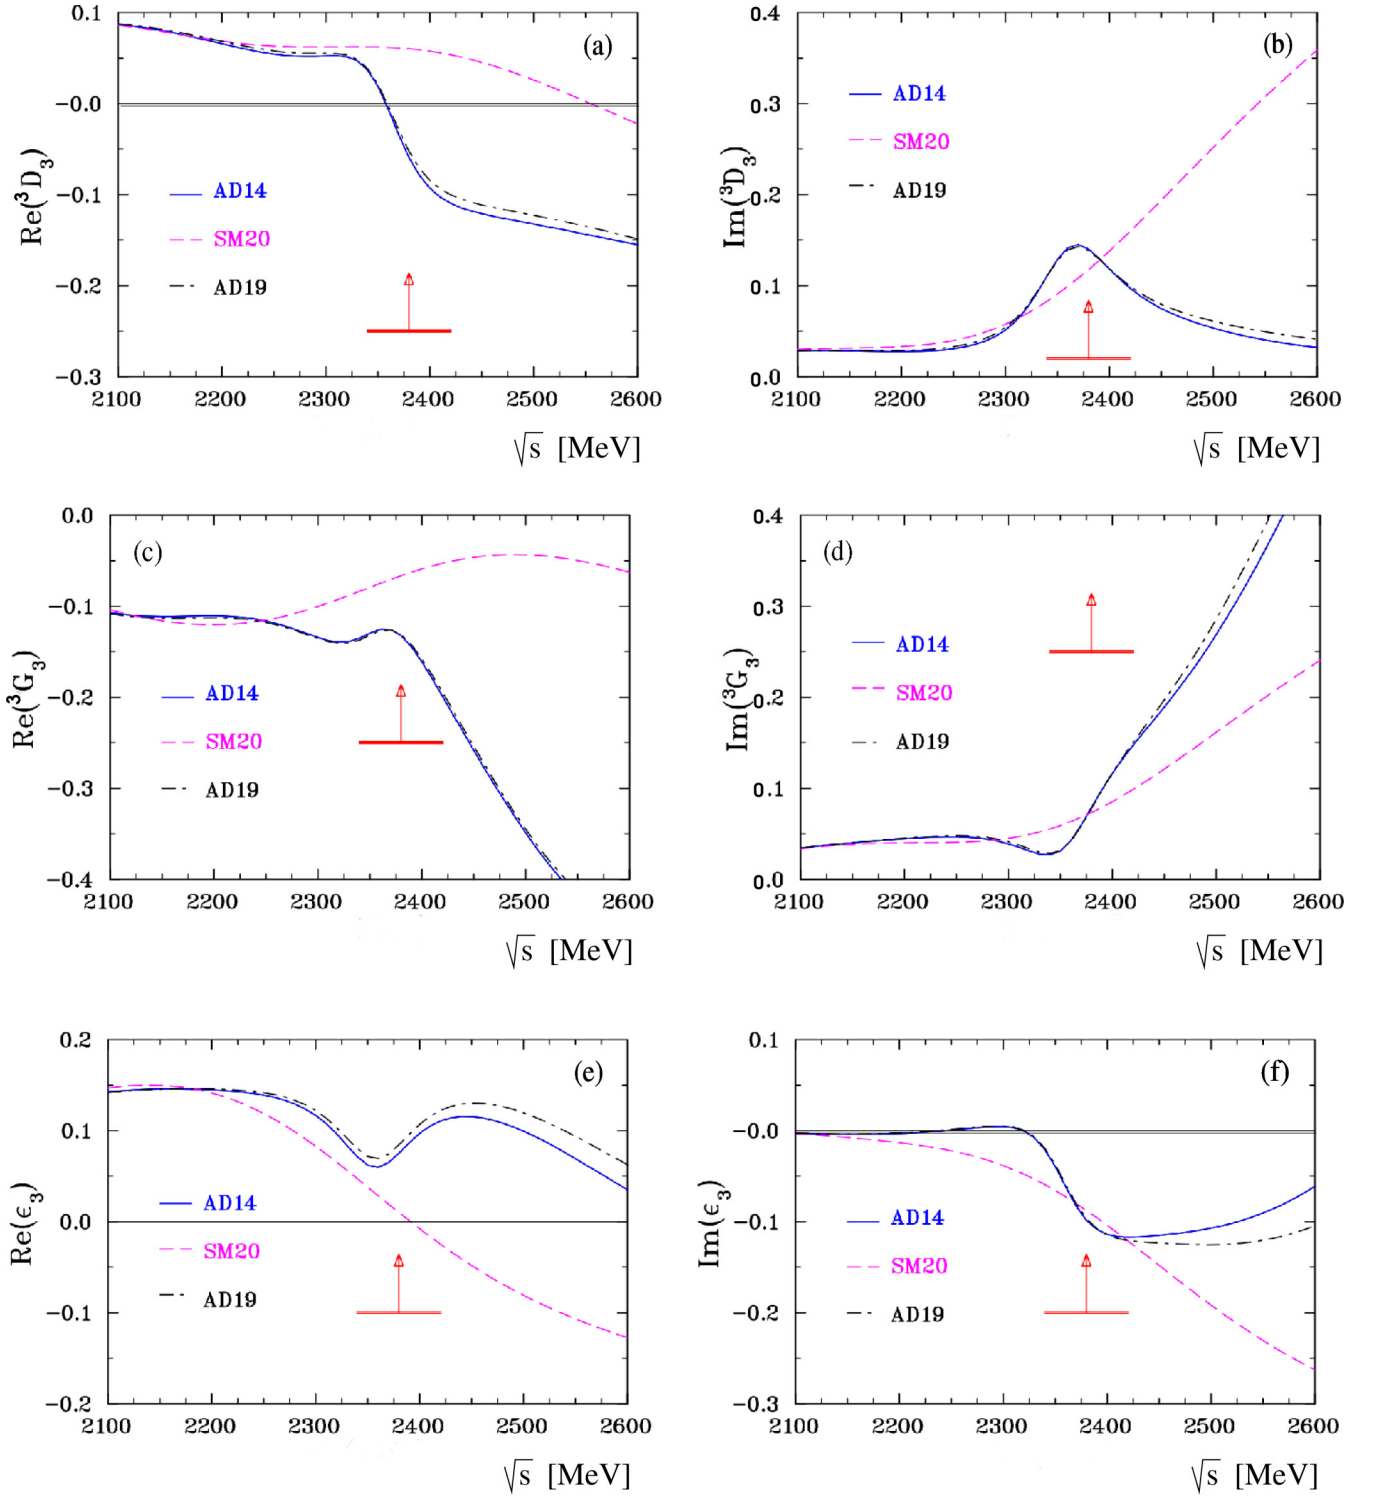 0.1
-0.0
-0.1
-0.2
-0.3
Re(³D₃)
(a)
AD14
SM20
AD19
2100 2200 2300 2400 2500 2600
√s [MeV]
0.4
0.3
0.2
0.1
0.0
Im(³D₃)
(b)
AD14
SM20
AD19
2100 2200 2300 2400 2500 2600
√s [MeV]
0.0
-0.1
-0.2
-0.3
-0.4
Re(³G₃)
(c)
AD14
SM20
AD19
2100 2200 2300 2400 2500 2600
√s [MeV]
0.4
0.3
0.2
0.1
0.0
Im(³G₃)
(d)
AD14
SM20
AD19
2100 2200 2300 2400 2500 2600
√s [MeV]
0.2
0.1
0.0
-0.1
-0.2
Re(ϵ₃)
(e)
AD14
SM20
AD19
2100 2200 2300 2400 2500 2600
√s [MeV]
0.1
-0.0
-0.1
-0.2
-0.3
Im(ϵ₃)
(f)
AD14
SM20
AD19
2100 2200 2300 2400 2500 2600
√s [MeV]